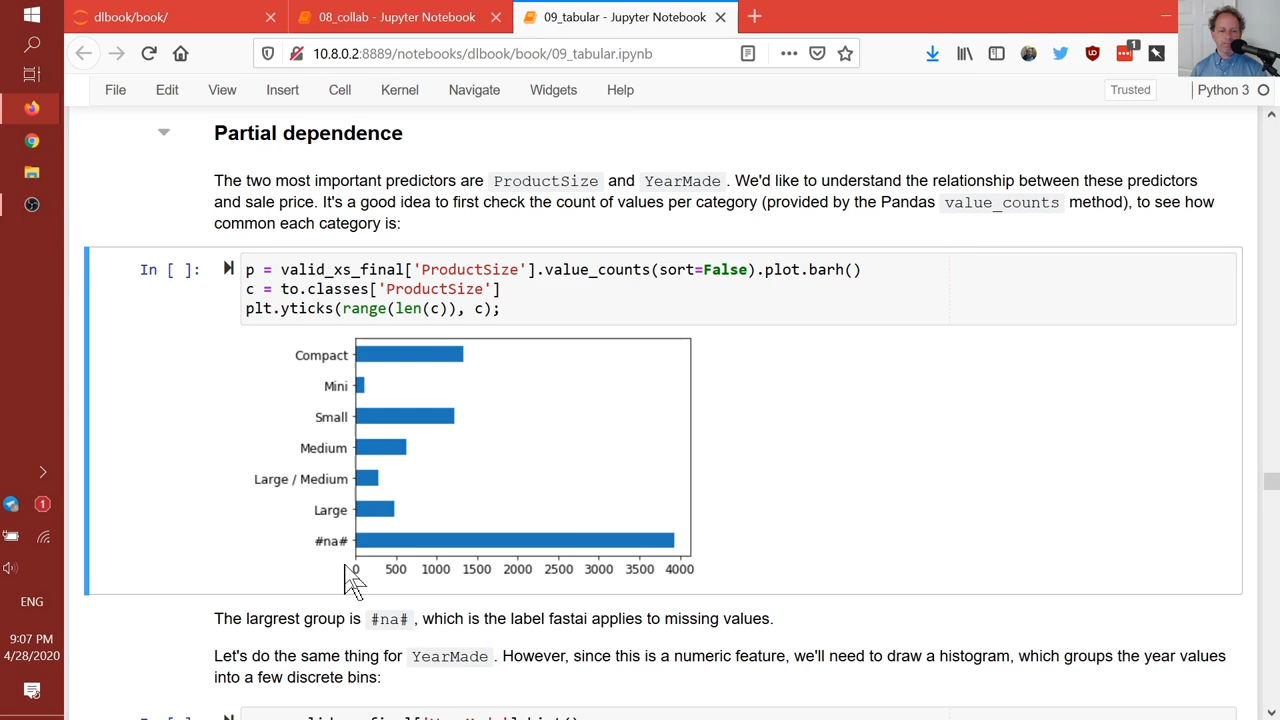 dlbook/book/
08_collab - Jupyter Notebook
09_tabular - Jupyter Notebook
10.8.0.2:8889/notebooks/dlbook/book/09_tabular.ipynb
1
File Edit View Insert Cell Kernel Navigate Widgets Help
Trusted
Python 3
Partial dependence
The two most important predictors are ProductSize and YearMade. We'd like to understand the relationship between these predictors
and sale price. It's a good idea to first check the count of values per category (provided by the Pandas value_counts method), to see how
common each category is:
In [ ]:
p = valid_xs_final['ProductSize'].value_counts(sort=False).plot.barh()
c = to.classes['ProductSize']
plt.yticks(range(len(c)), c);
Compact
Mini
Small
Medium
Large / Medium
Large
#na#
0 500 1000 1500 2000 2500 3000 3500 4000
The largest group is #na#, which is the label fastai applies to missing values.
Let's do the same thing for YearMade. However, since this is a numeric feature, we'll need to draw a histogram, which groups the year values
into a few discrete bins:
1
ENG
9:07 PM
4/28/2020